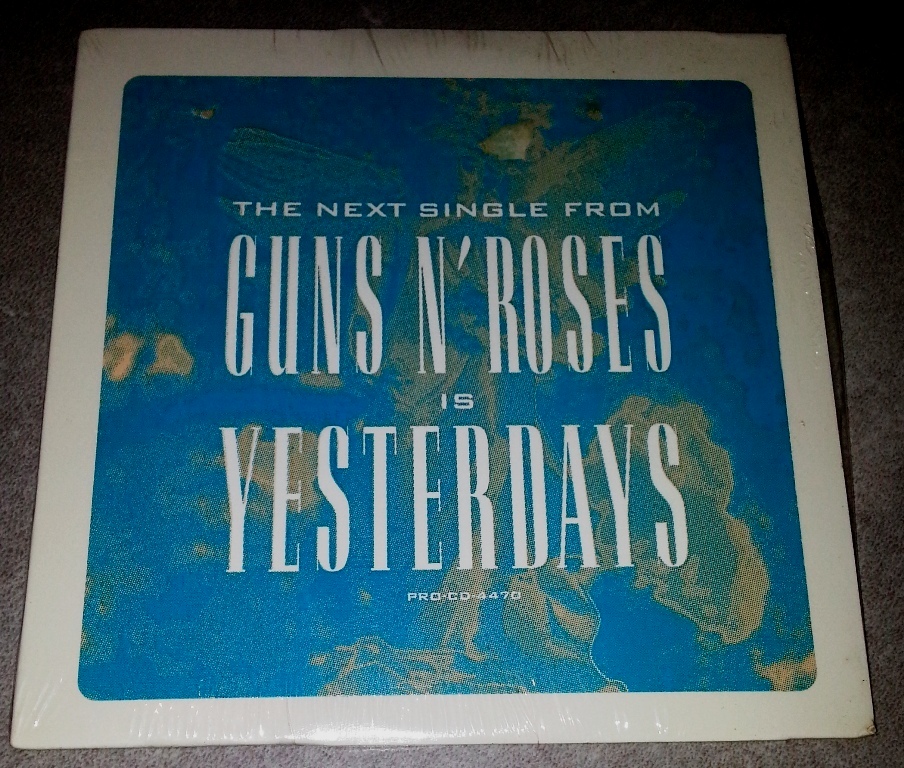 THE NEXT SINGLE FROM
GUNS N' ROSES
IS
YESTERDAYS
PRO-CD-4470